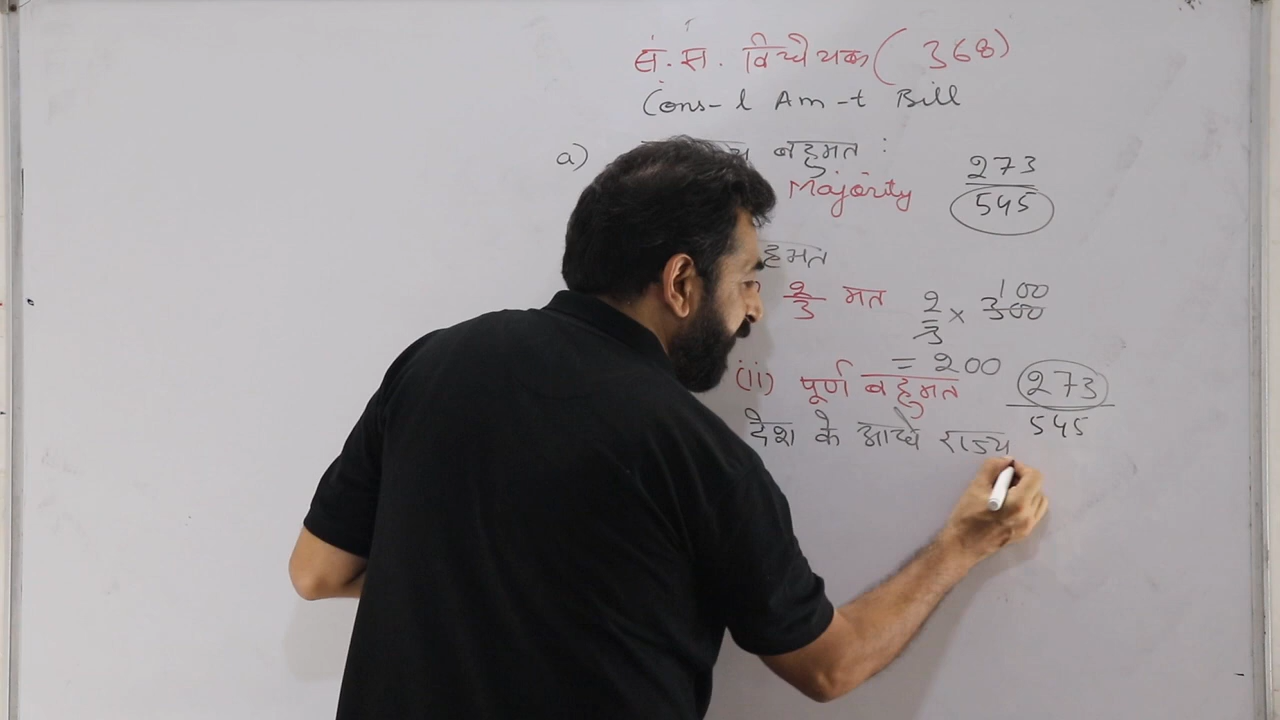 सं. सं. विधेयक ( 368)
Cons-l Am-t Bill
a) बहुमत :
Majority
273
545
2/3 मत
2/3 × 300 100
= 200
(ii) पूर्ण बहुमत
273
545
देश के आधे राज्य